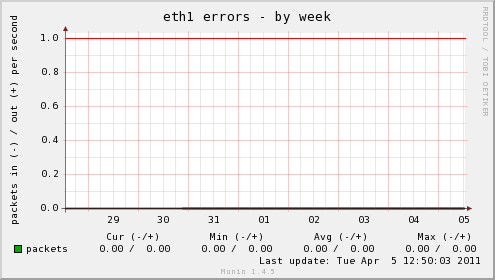 eth1 errors - by week
RRDTOOL / TOBI OETIKER
packets in (-) / out (+) per second
1.0
0.8
0.6
0.4
0.2
0.0
29 30 31 01 02 03 04 05
Cur (-/+) Min (-/+) Avg (-/+) Max (-/+)
packets 0.00 / 0.00 0.00 / 0.00 0.00 / 0.00 0.00 / 0.00
Last update: Tue Apr 5 12:50:03 2011
Munin 1.4.5